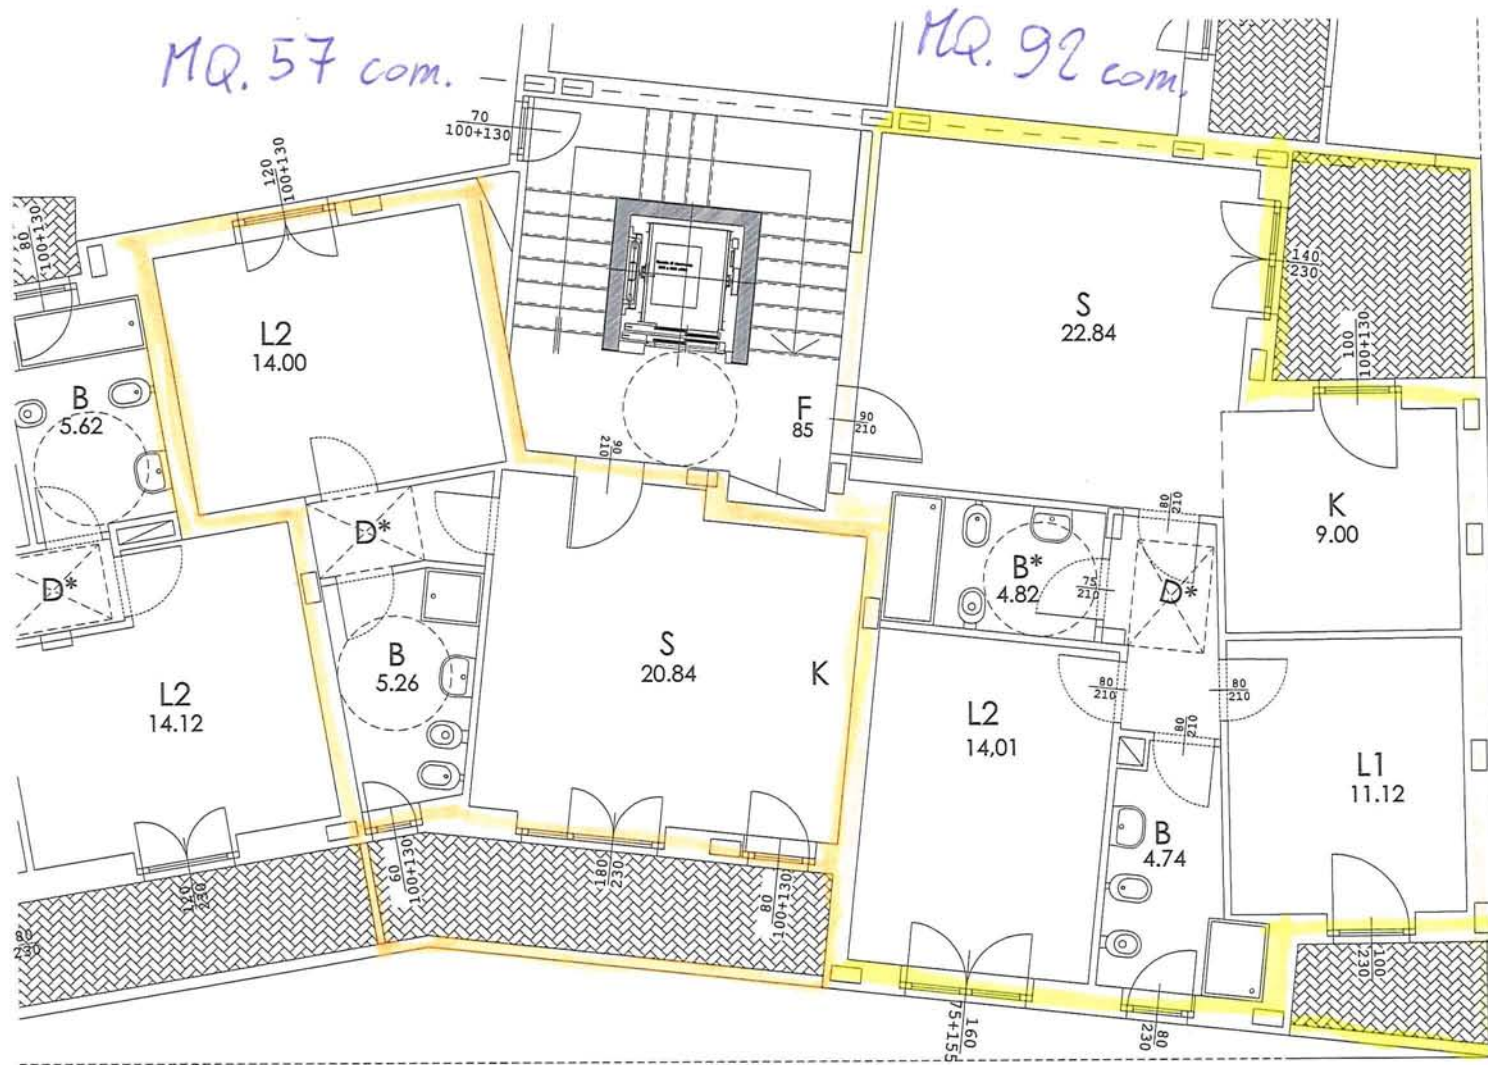 MQ. 57 com.
MQ. 92 com.
70
100+130
120
100+130
80
100+130
L2
14.00
B
5.62
D*
L2
14.12
D*
B
5.26
S
20.84
K
F
85
90
210
90
210
S
22.84
140
230
100
100+130
K
9.00
80
210
B*
4.82
75
210
D*
L2
14,01
80
210
80
210
80
210
L1
11.12
B
4.74
120
230
80
230
60
100+130
180
230
80
100+130
160
75+155
80
230
100
230